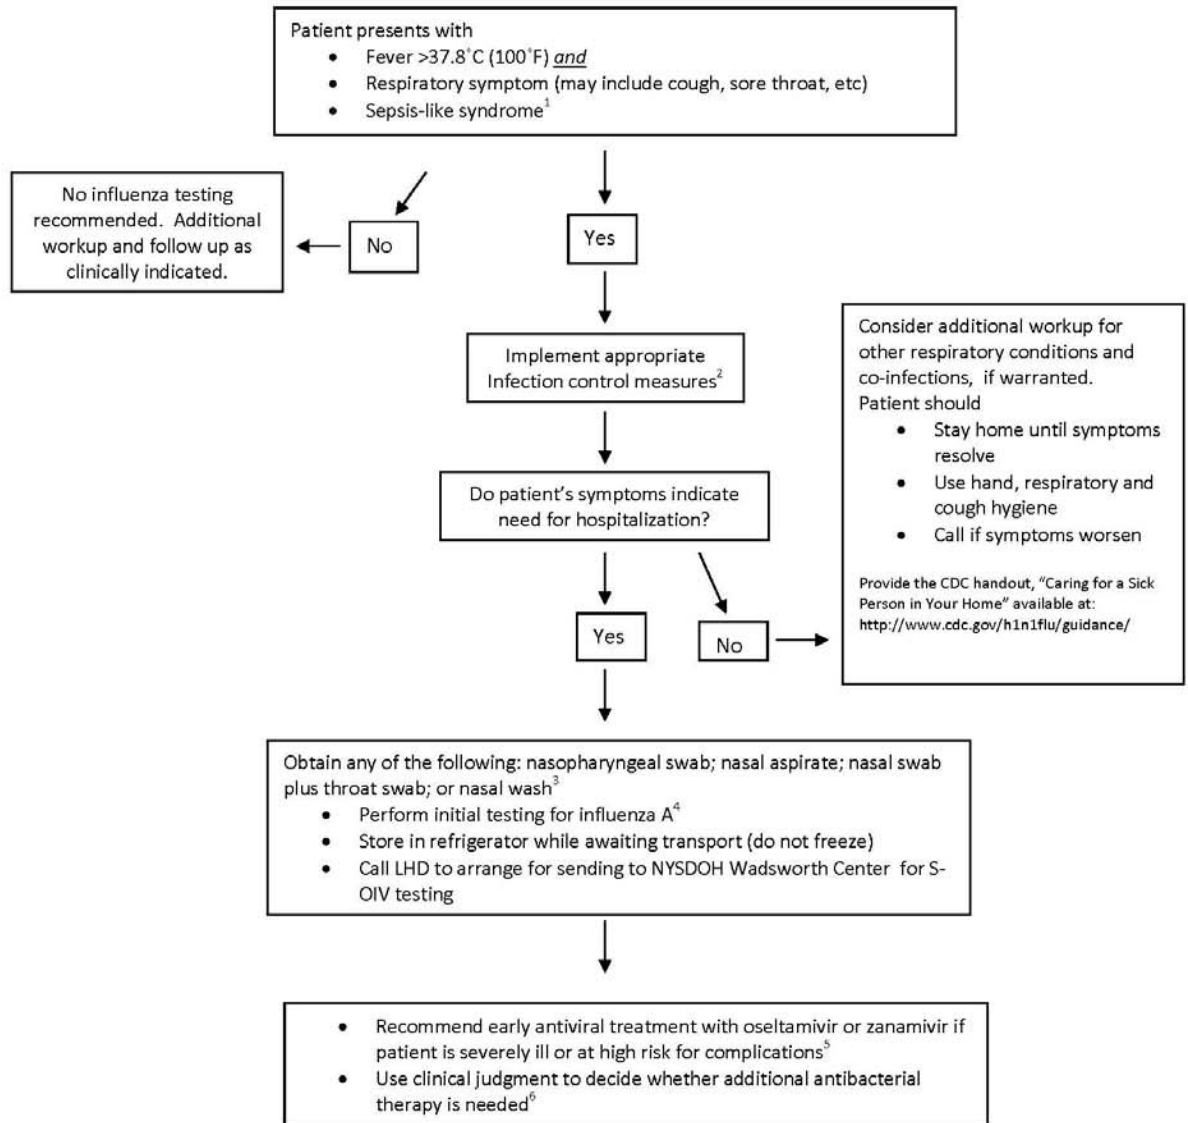 Patient presents with
• Fever >37.8˚C (100˚F) and
• Respiratory symptom (may include cough, sore throat, etc)
• Sepsis-like syndrome1
No influenza testing
recommended. Additional
workup and follow up as
clinically indicated.
No
Yes
Implement appropriate
Infection control measures2
Do patient's symptoms indicate
need for hospitalization?
Yes
No
Consider additional workup for
other respiratory conditions and
co-infections, if warranted.
Patient should
• Stay home until symptoms
resolve
• Use hand, respiratory and
cough hygiene
• Call if symptoms worsen
Provide the CDC handout, “Caring for a Sick
Person in Your Home” available at:
http://www.cdc.gov/h1n1flu/guidance/
Obtain any of the following: nasopharyngeal swab; nasal aspirate; nasal swab
plus throat swab; or nasal wash3
• Perform initial testing for influenza A4
• Store in refrigerator while awaiting transport (do not freeze)
• Call LHD to arrange for sending to NYSDOH Wadsworth Center for S-
OIV testing
• Recommend early antiviral treatment with oseltamivir or zanamivir if
patient is severely ill or at high risk for complications5
• Use clinical judgment to decide whether additional antibacterial
therapy is needed6